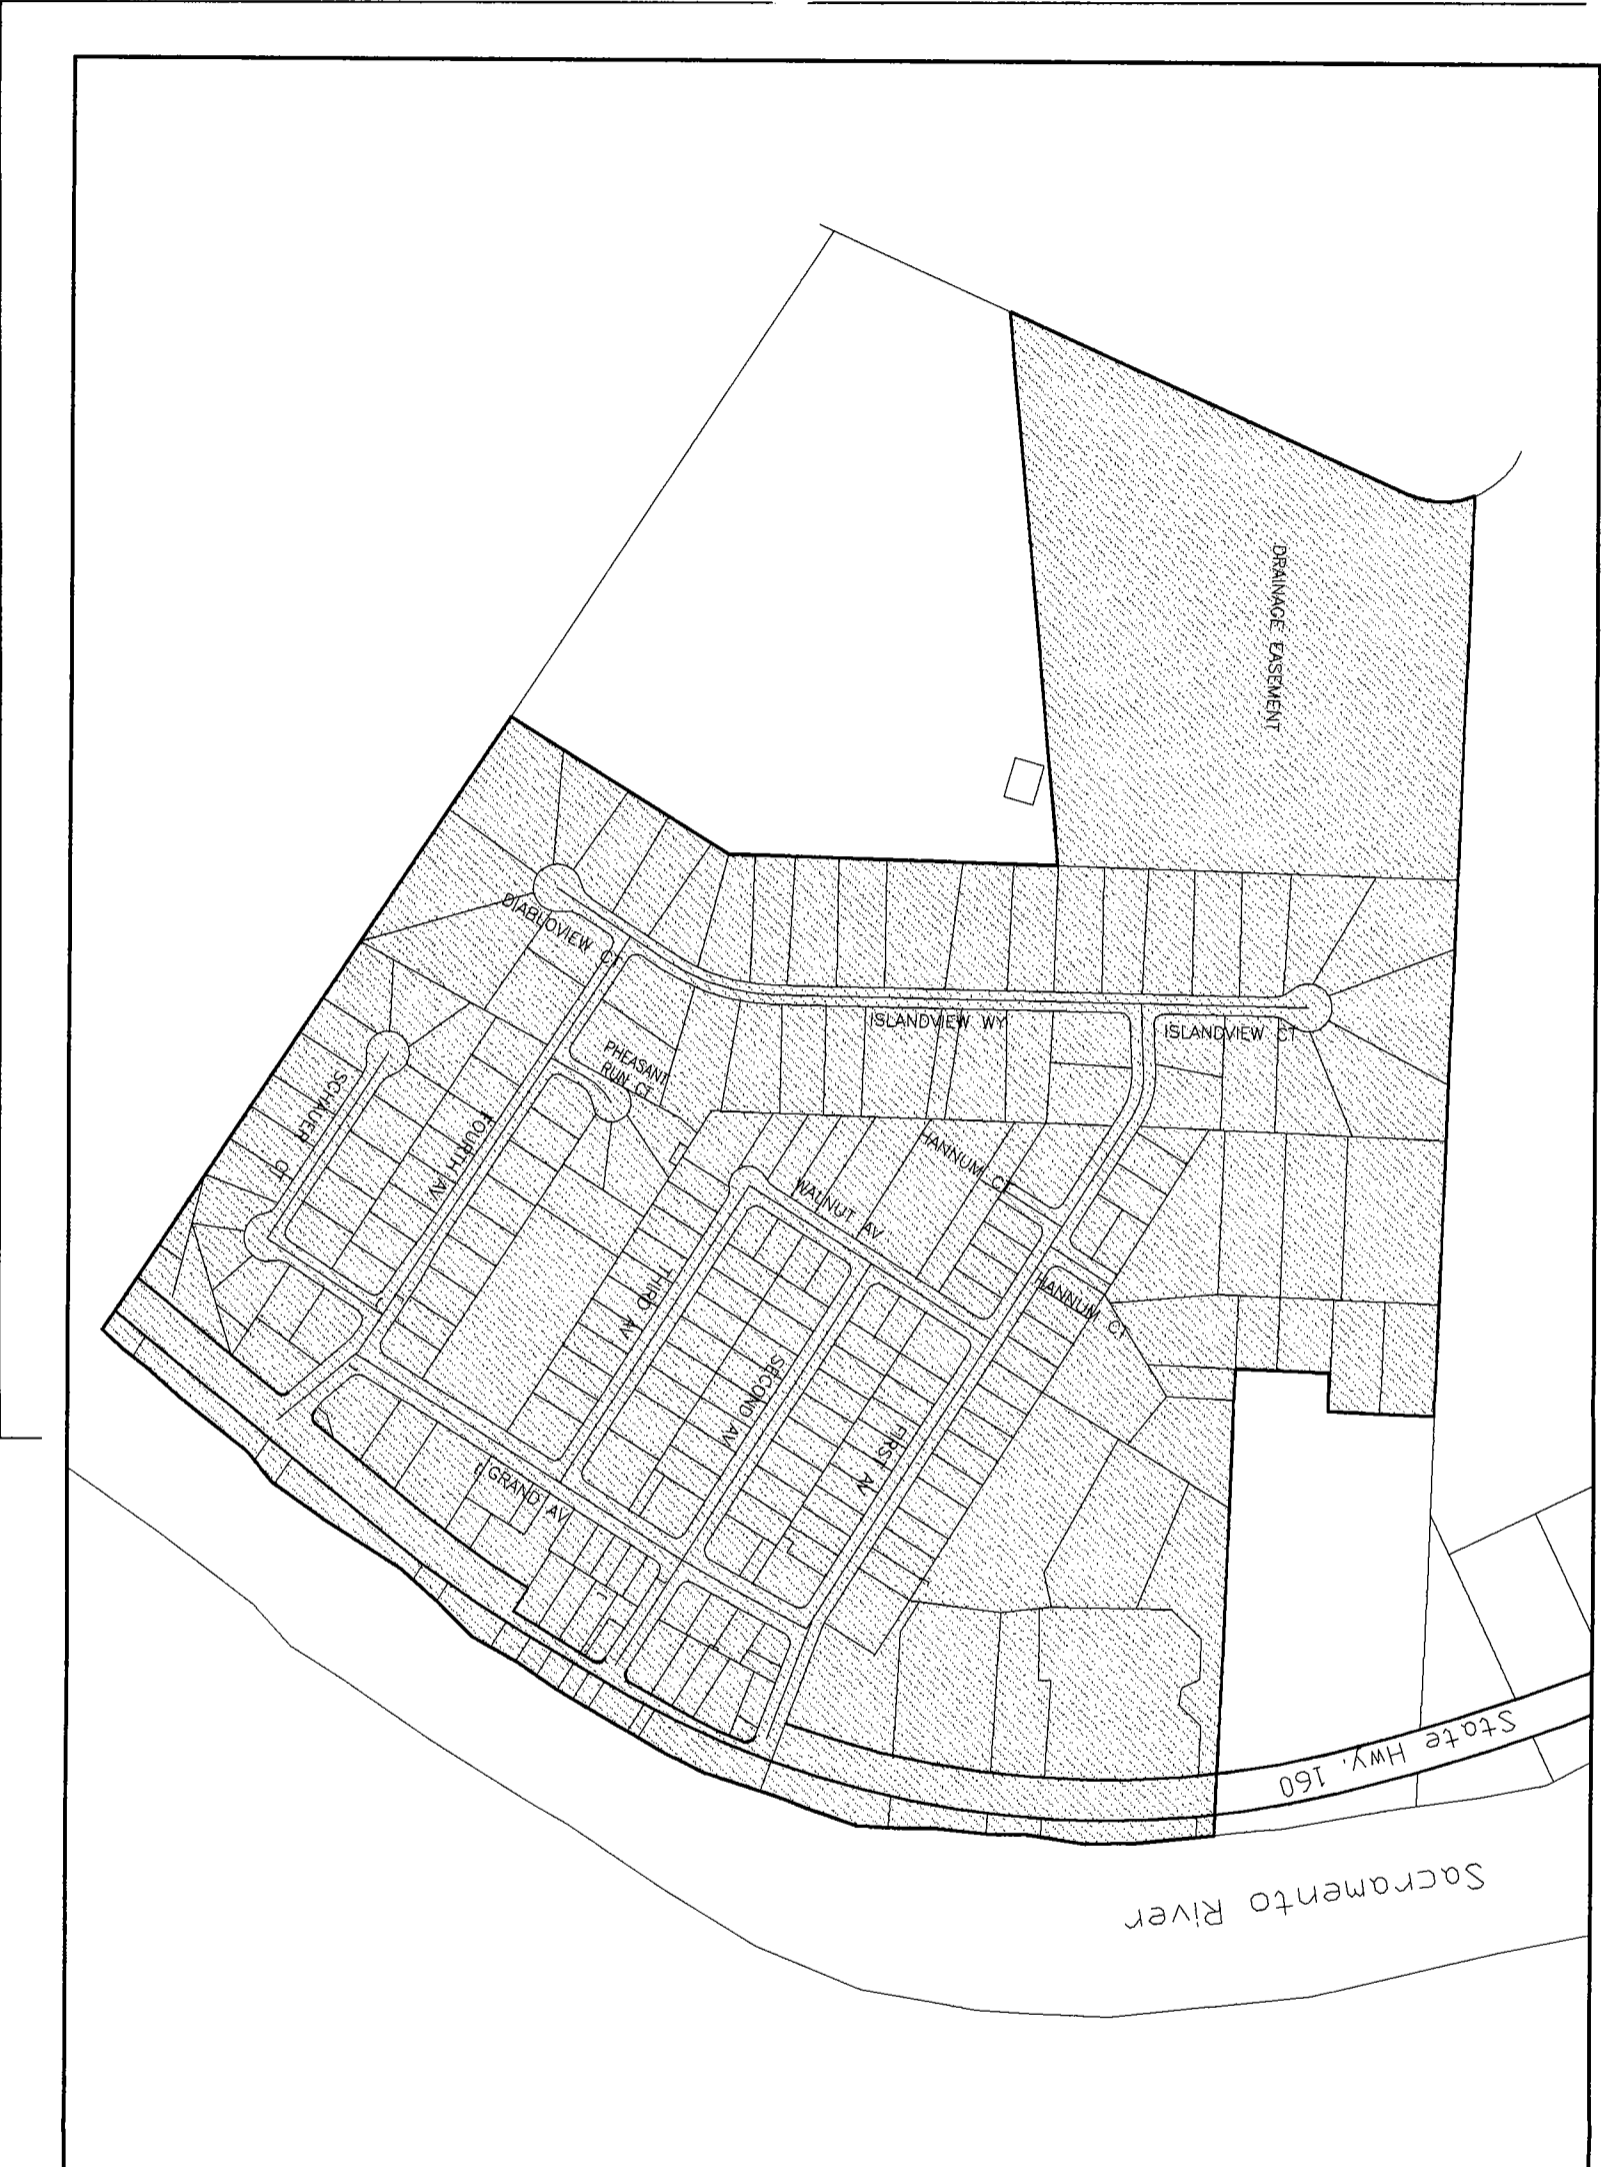 DRAINAGE EASEMENT
DIABLOVIEW CT
ISLANDVIEW WY
ISLANDVIEW CT
PHEASANT
RUN CT
SCHAUER CT
FOURTH AV
HANNUM CT
WALNUT AV
THIRD AV
HANNUM CT
SECOND AV
FIRST AV
GRAND AV
State Hwy. 160
Sacramento River